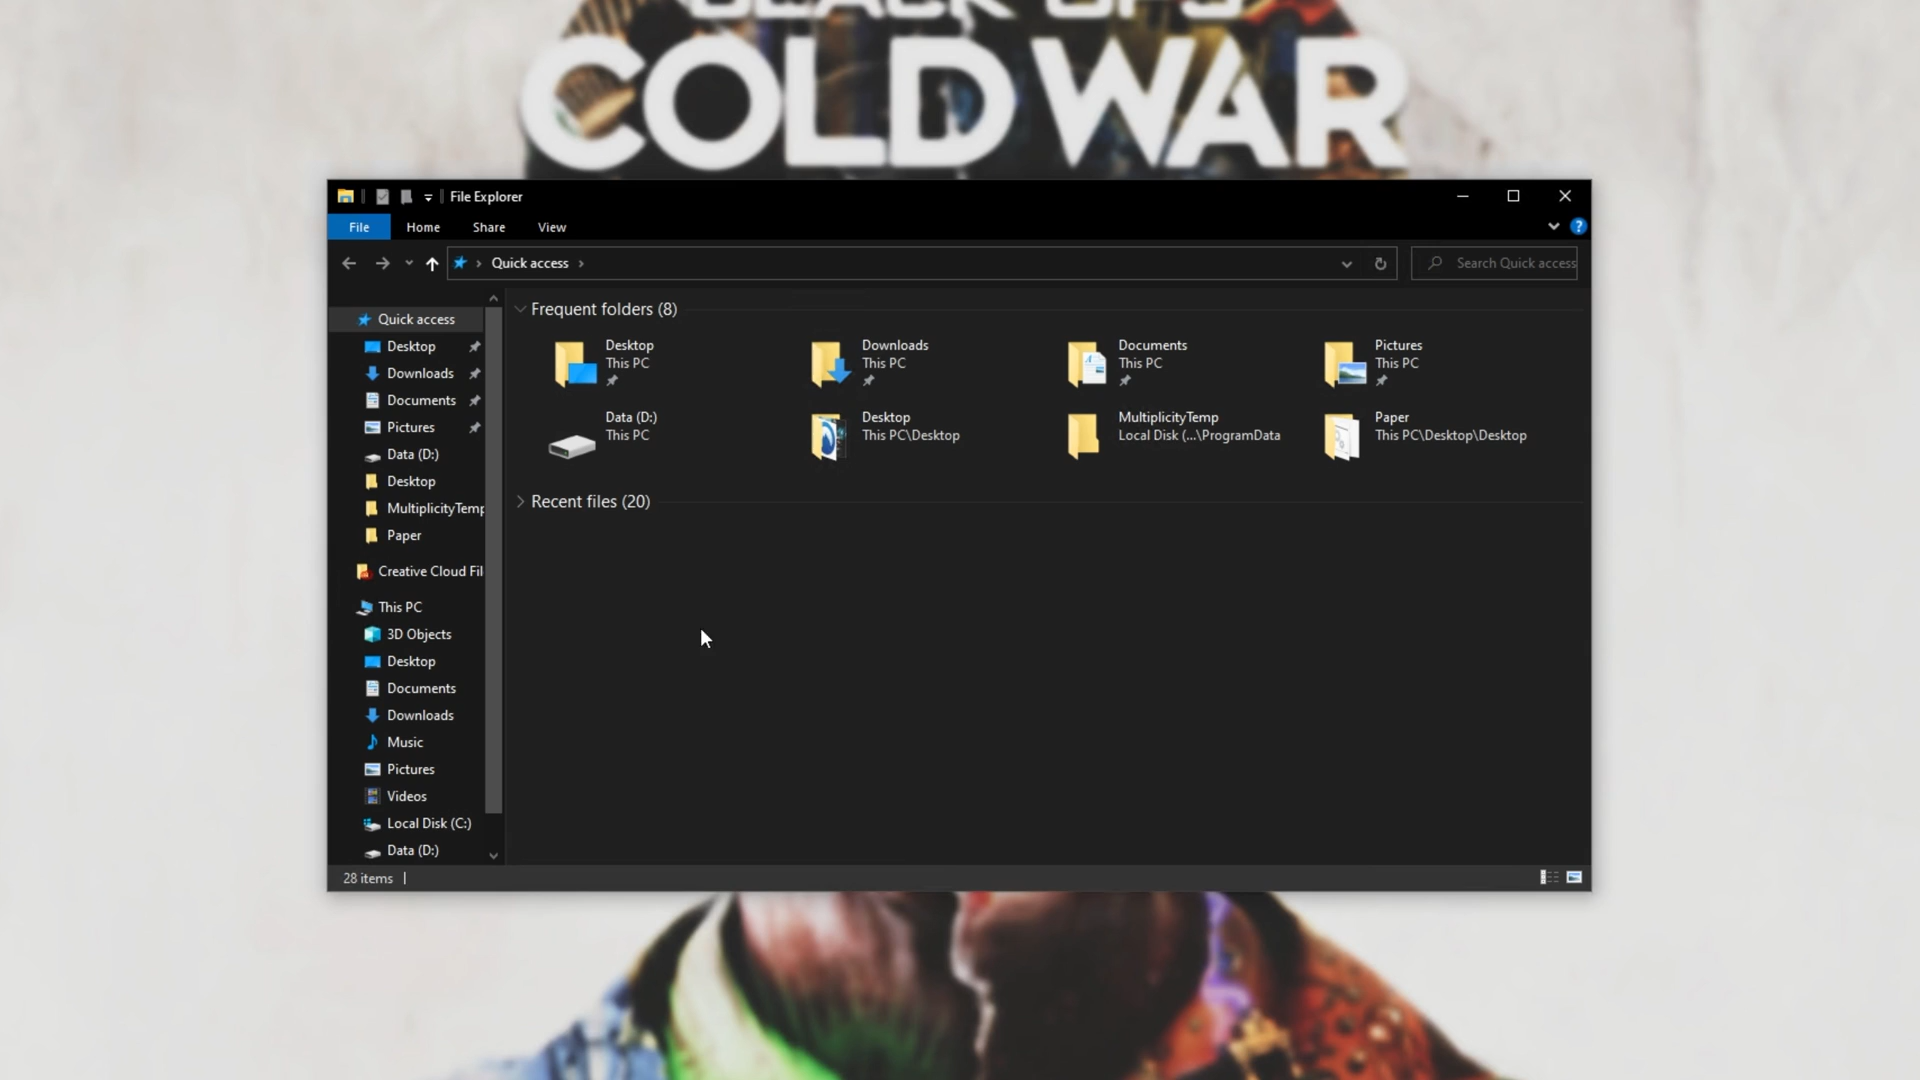 BLACK OPS
COLD WAR
File Explorer
File
Home
Share
View
?
Quick access
Search Quick access
Quick access
Desktop
Downloads
Documents
Pictures
Data (D:)
Desktop
MultiplicityTemp
Paper
Creative Cloud Fil
This PC
3D Objects
Desktop
Documents
Downloads
Music
Pictures
Videos
Local Disk (C:)
Data (D:)
Frequent folders (8)
Desktop
This PC
Downloads
This PC
Documents
This PC
Pictures
This PC
Data (D:)
This PC
Desktop
This PC\Desktop
MultiplicityTemp
Local Disk (...\ProgramData
Paper
This PC\Desktop\Desktop
Recent files (20)
28 items